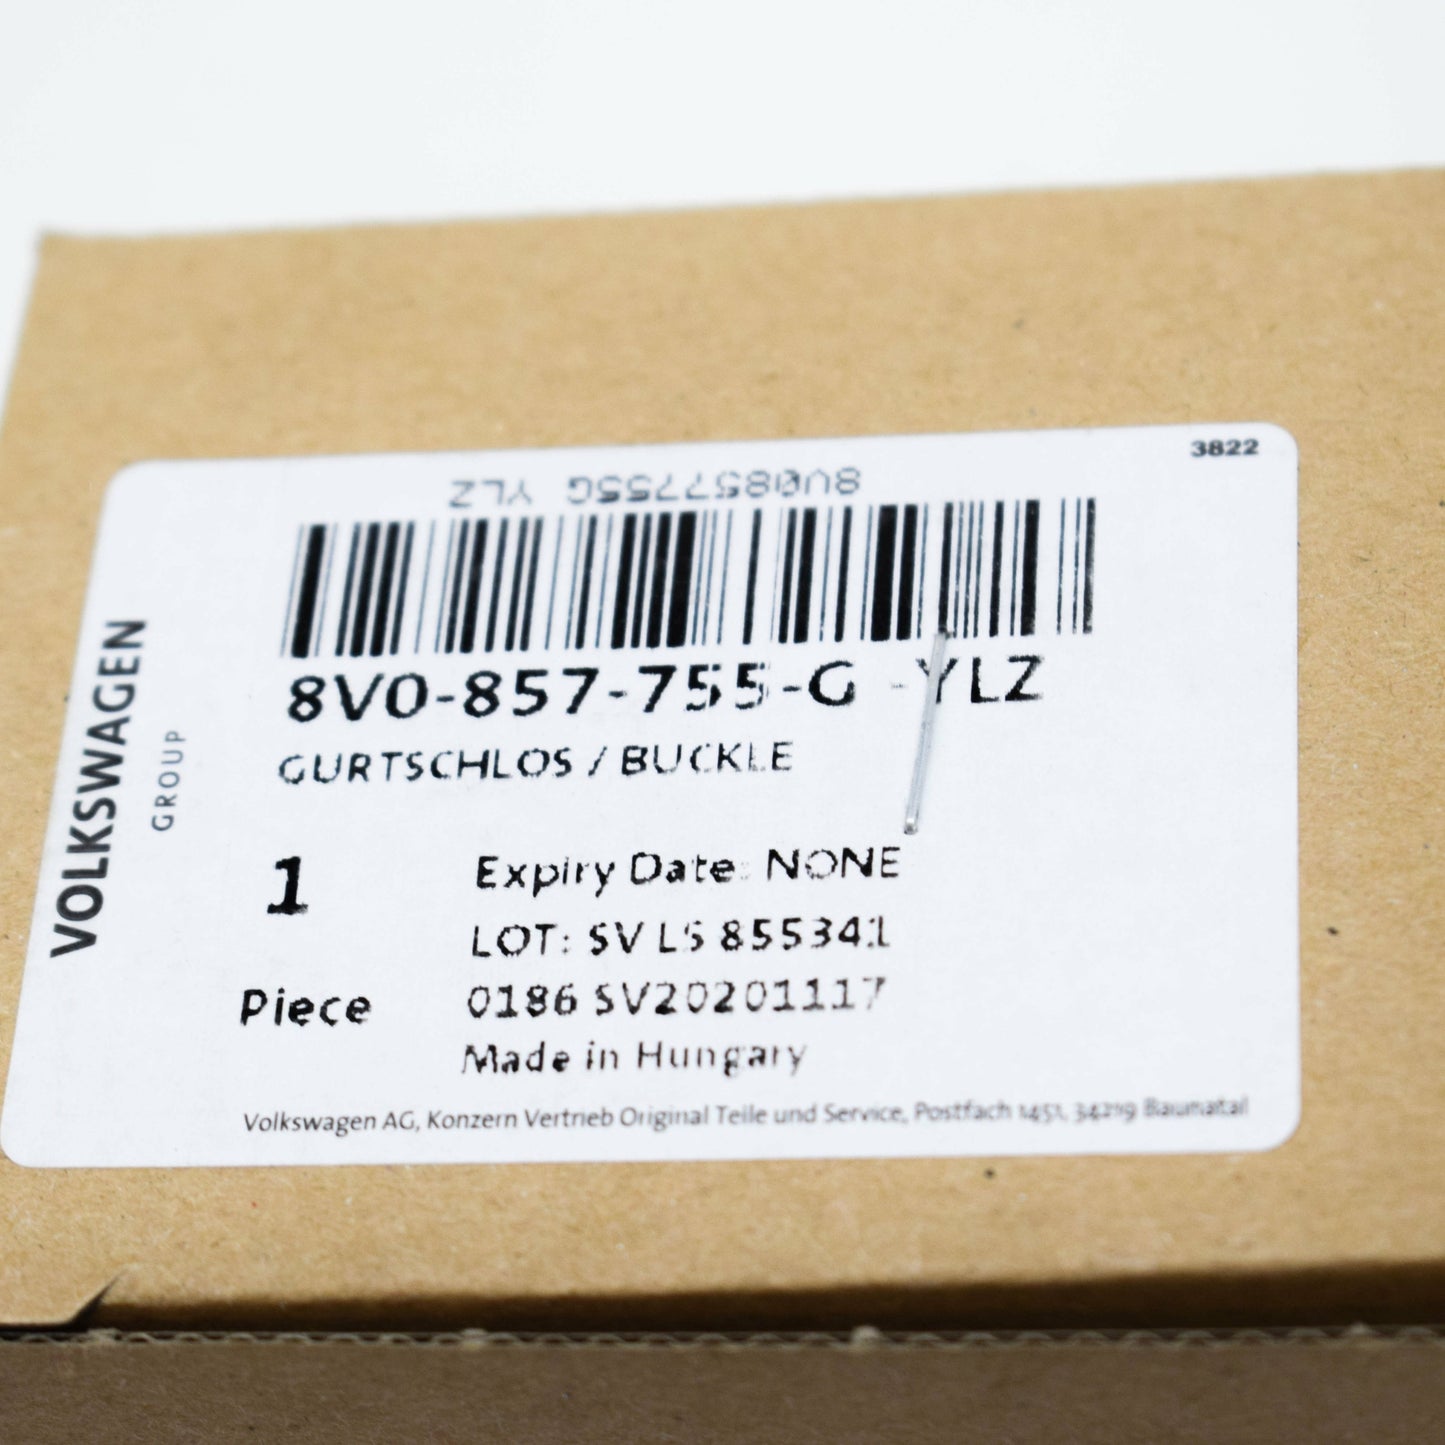 3822
8V0857755G YLZ
8V0-857-755-G -YLZ
GURTSCHLOS / BUCKLE
VOLKSWAGEN
GROUP
1
Expiry Date: NONE
LOT: SV LS 855341
Piece
0186 SV20201117
Made in Hungary
Volkswagen AG, Konzern Vertrieb Original Teile und Service, Postfach 1451, 34219 Baunatal